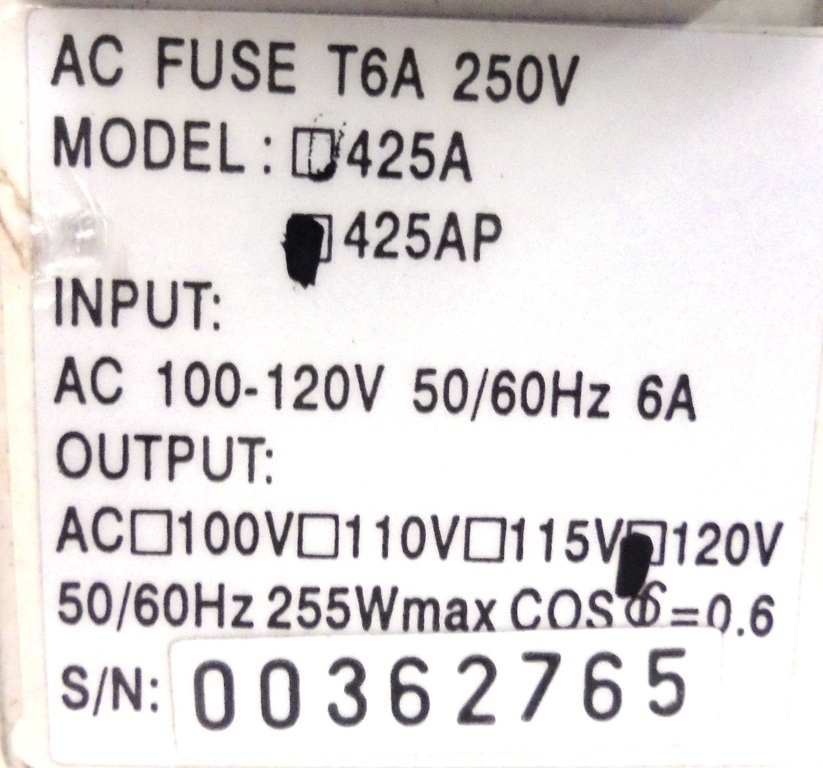 AC FUSE T6A 250V
MODEL: □425A
■425AP
INPUT:
AC 100-120V 50/60Hz 6A
OUTPUT:
AC□100V□110V□115V■120V
50/60Hz 255Wmax COS ϕ=0.6
S/N: 00362765